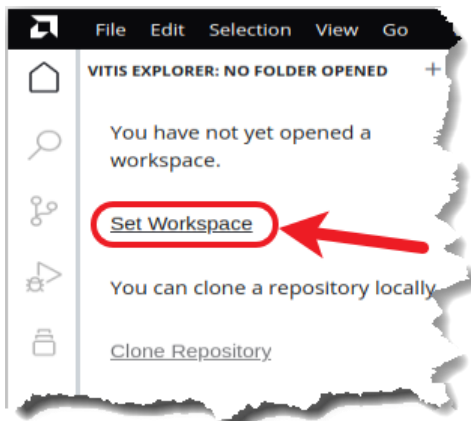 File Edit Selection View Go
VITIS EXPLORER: NO FOLDER OPENED +
You have not yet opened a
workspace.
Set Workspace
You can clone a repository locally
Clone Repository